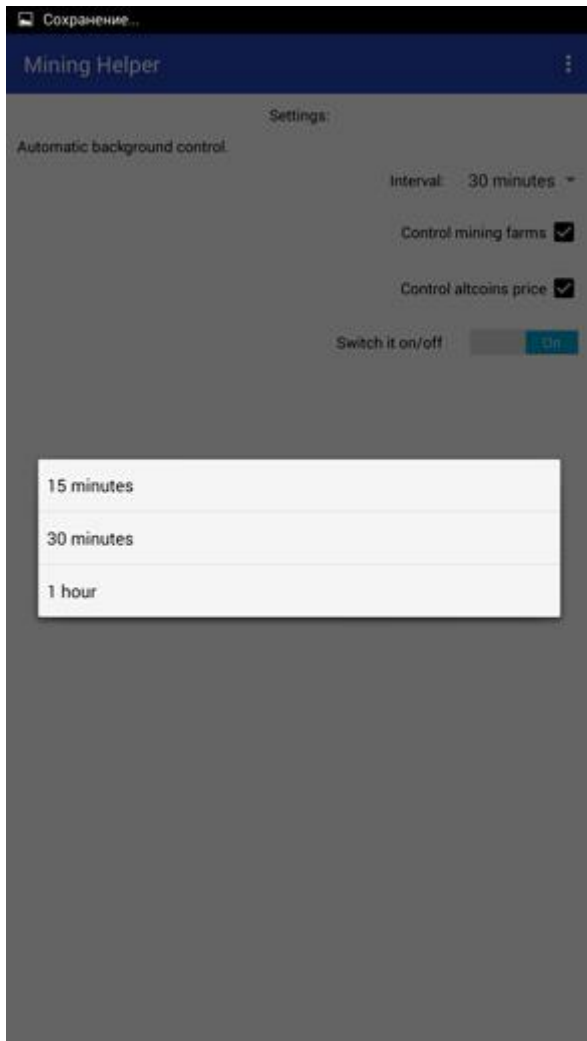 Сохранение...
Mining Helper
Settings:
Automatic background control.
Interval: 30 minutes
Control mining farms
Control altcoins price
Switch it on/off On
15 minutes
30 minutes
1 hour